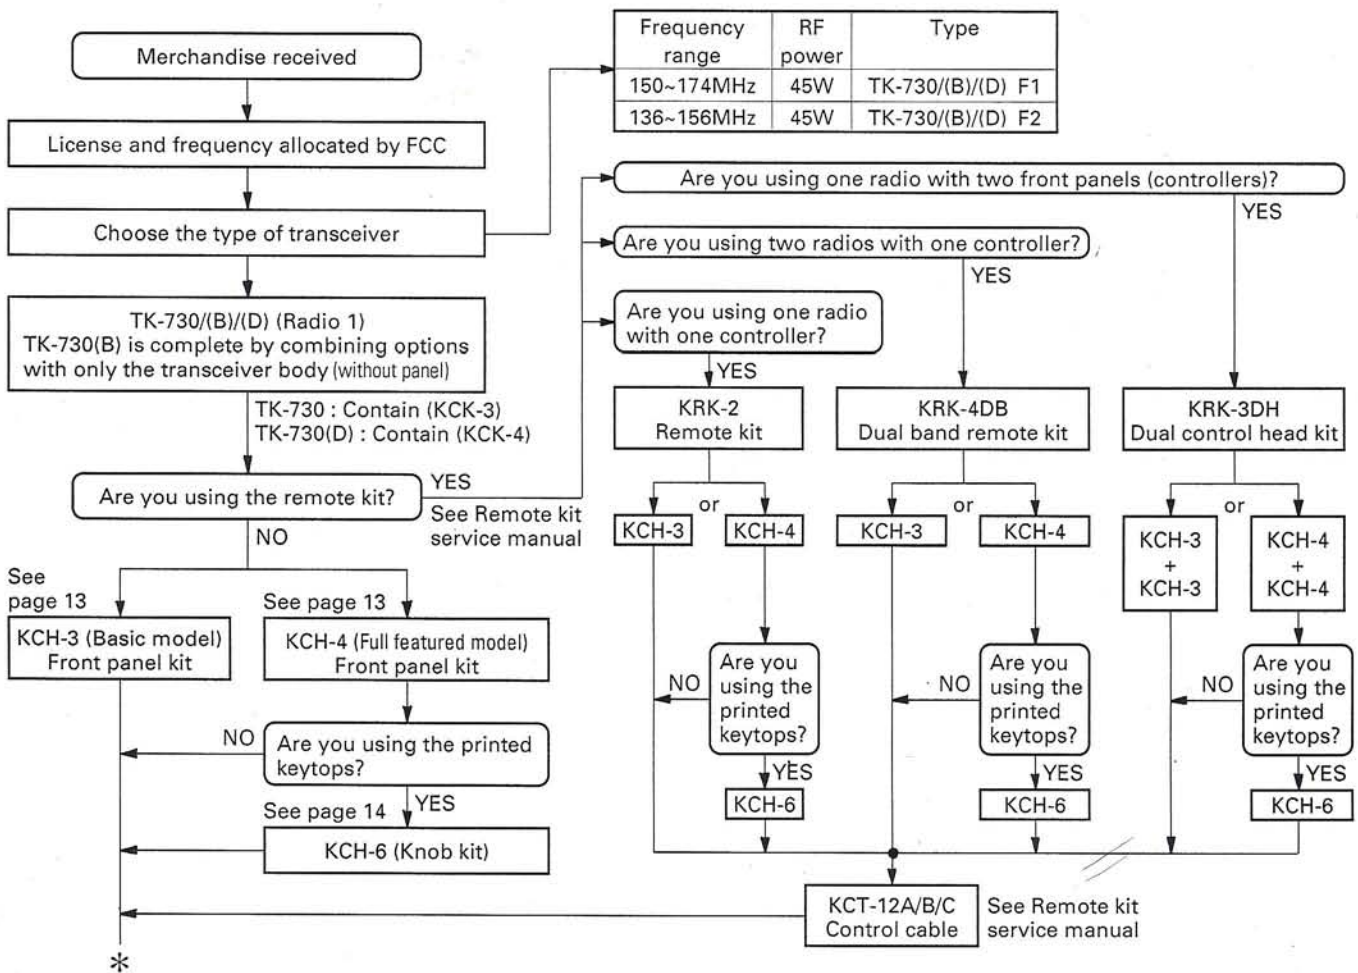 Merchandise received
License and frequency allocated by FCC
Choose the type of transceiver
Frequency range | RF power | Type
150~174MHz | 45W | TK-730/(B)/(D) F1
136~156MHz | 45W | TK-730/(B)/(D) F2
TK-730/(B)/(D) (Radio 1)
TK-730(B) is complete by combining options
with only the transceiver body (without panel)
TK-730 : Contain (KCK-3)
TK-730(D) : Contain (KCK-4)
Are you using the remote kit?
YES
See Remote kit
service manual
NO
Are you using one radio with two front panels (controllers)?
YES
Are you using two radios with one controller?
YES
Are you using one radio
with one controller?
YES
KRK-2
Remote kit
KRK-4DB
Dual band remote kit
KRK-3DH
Dual control head kit
or
KCH-3
KCH-4
or
KCH-3
KCH-4
or
KCH-3
+
KCH-3
KCH-4
+
KCH-4
See
page 13
KCH-3 (Basic model)
Front panel kit
See page 13
KCH-4 (Full featured model)
Front panel kit
NO
Are you using the printed
keytops?
YES
See page 14
KCH-6 (Knob kit)
NO
Are you
using the
printed
keytops?
YES
KCH-6
NO
Are you
using the
printed
keytops?
YES
KCH-6
NO
Are you
using the
printed
keytops?
YES
KCH-6
KCT-12A/B/C
Control cable
See Remote kit
service manual
*